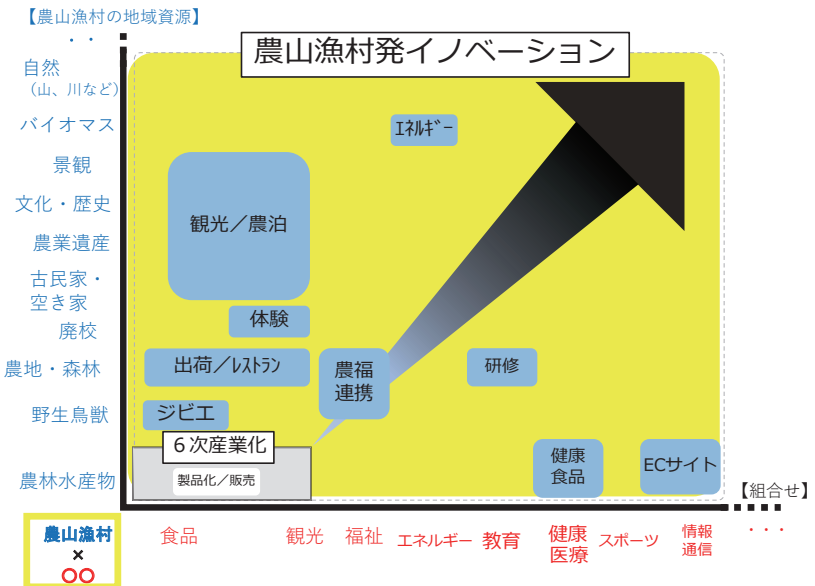 【農山漁村の地域資源】
・・
農山漁村発イノベーション
自然
(山、川など)
バイオマス
ｴﾈﾙｷﾞｰ
景観
文化・歴史
観光／農泊
農業遺産
古民家・
空き家
体験
廃校
農地・森林
出荷／ﾚｽﾄﾗﾝ
農福
連携
研修
野生鳥獣
ジビエ
６次産業化
農林水産物
製品化／販売
健康
食品
ECサイト
【組合せ】
農山漁村
×
○○
食品
観光
福祉
エネルギー
教育
健康
医療
スポーツ
情報
通信
・・・